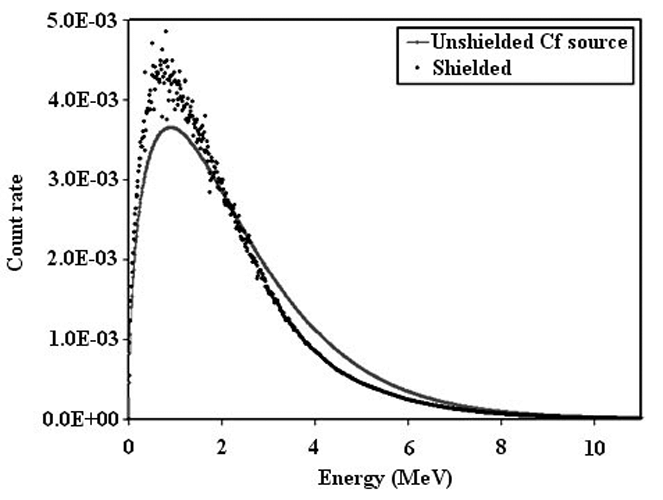 5.0E-03
4.0E-03
3.0E-03
2.0E-03
1.0E-03
0.0E+00
Count rate
Unshielded Cf source
Shielded
0 2 4 6 8 10
Energy (MeV)